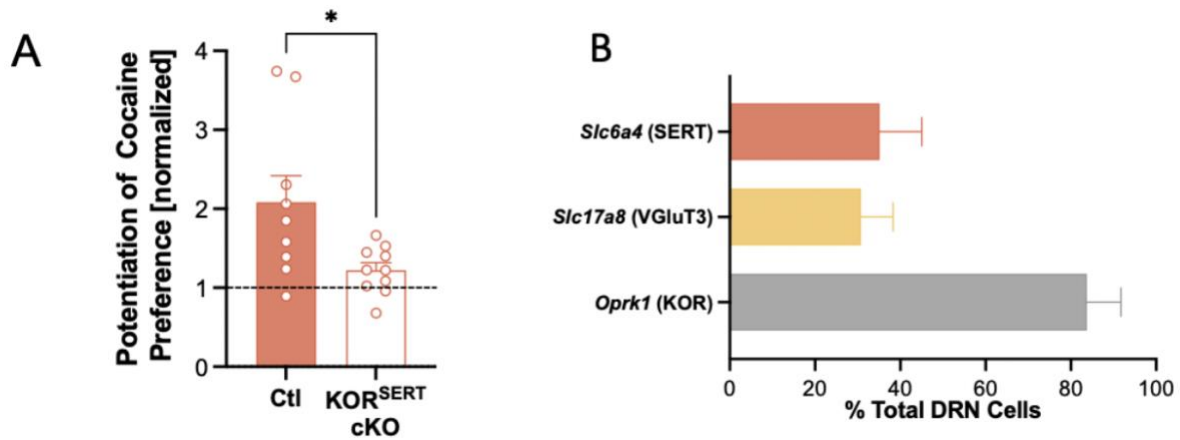 A
Potentiation of Cocaine
Preference [normalized]
*
4
3
2
1
0
Ctl
KORSERT
cKO
B
Slc6a4 (SERT)
Slc17a8 (VGluT3)
Oprk1 (KOR)
0 20 40 60 80 100
% Total DRN Cells